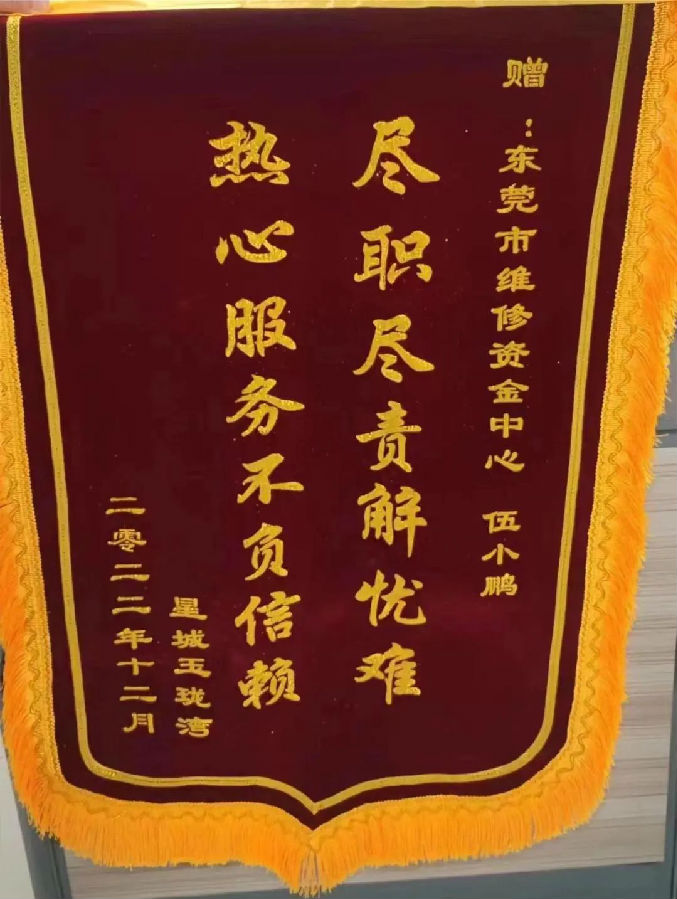 赠：东莞市维修资金中心 伍小鹏
尽职尽责解忧难
热心服务不负信赖
星城玉珑湾
二零二二年十二月